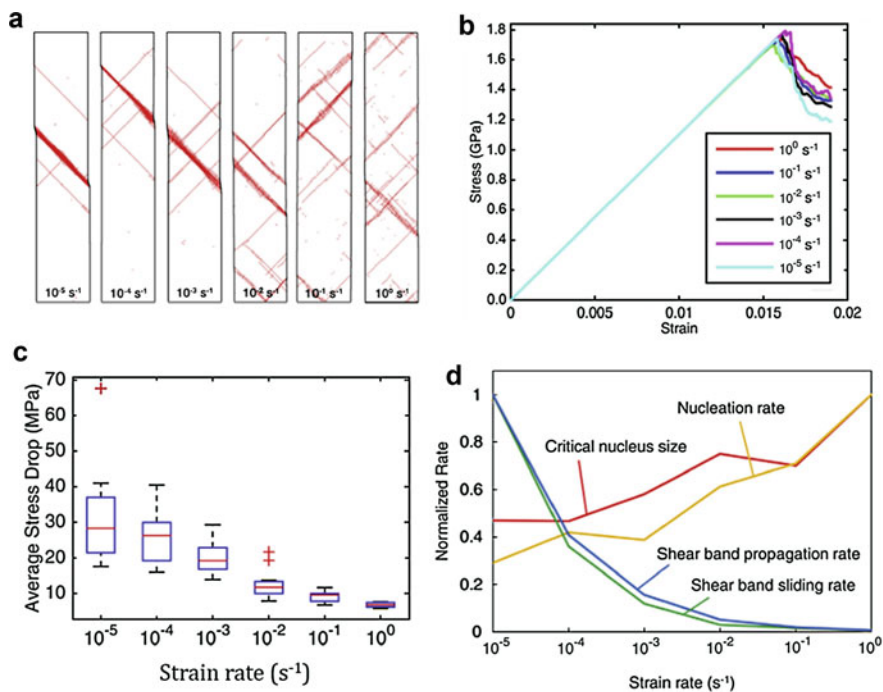 a
10⁻⁵ s⁻¹ 10⁻⁴ s⁻¹ 10⁻³ s⁻¹ 10⁻² s⁻¹ 10⁻¹ s⁻¹ 10⁰ s⁻¹
b
1.8
1.6
1.4
1.2
1.0
0.8
0.6
0.4
0.2
0.0
Stress (GPa)
10⁰ s⁻¹
10⁻¹ s⁻¹
10⁻² s⁻¹
10⁻³ s⁻¹
10⁻⁴ s⁻¹
10⁻⁵ s⁻¹
0 0.005 0.01 0.015 0.02
Strain
c
70
60
50
40
30
20
10
Average Stress Drop (MPa)
10⁻⁵ 10⁻⁴ 10⁻³ 10⁻² 10⁻¹ 10⁰
Strain rate (s⁻¹)
d
1
0.8
0.6
0.4
0.2
0
Normalized Rate
Nucleation rate
Critical nucleus size
Shear band propagation rate
Shear band sliding rate
10⁻⁵ 10⁻⁴ 10⁻³ 10⁻² 10⁻¹ 10⁰
Strain rate (s⁻¹)